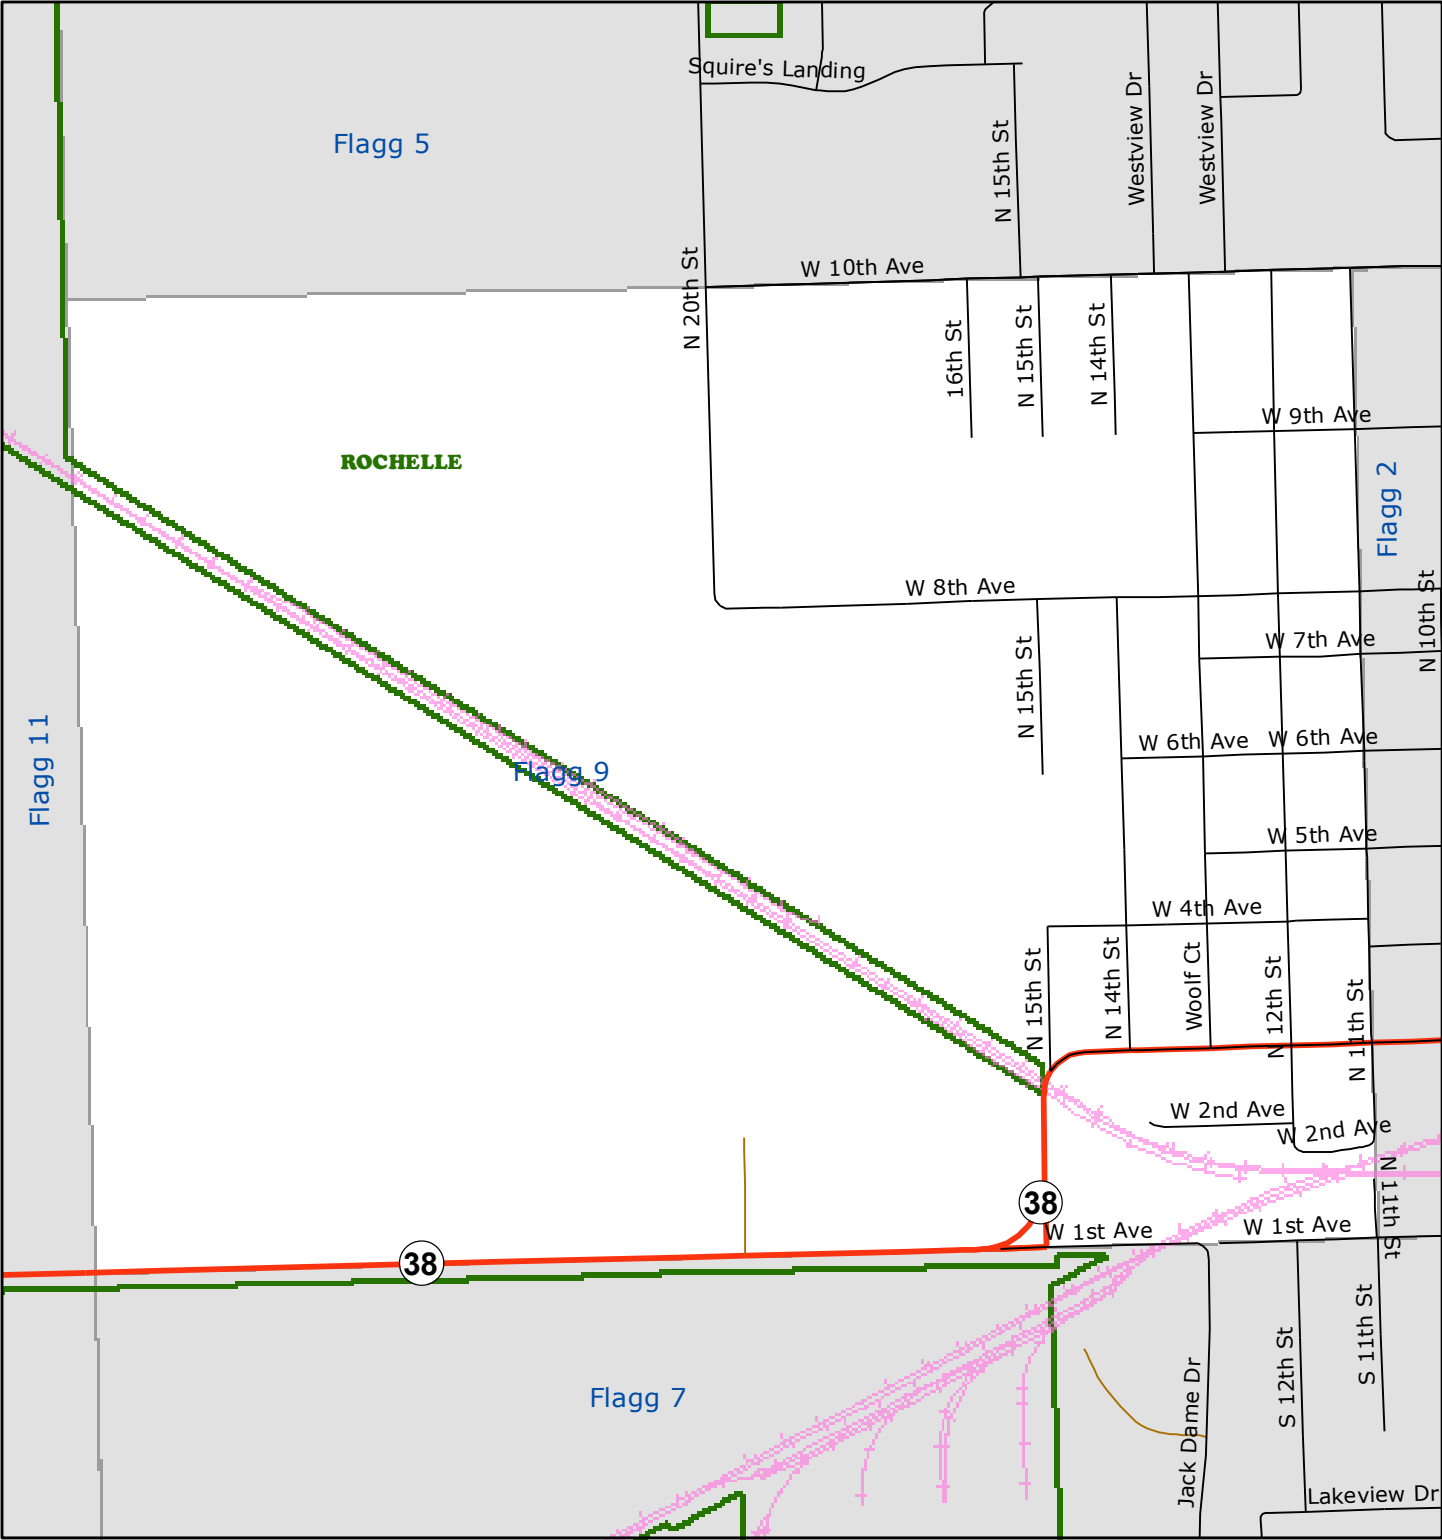 Squire's Landing
Westview Dr
Westview Dr
N 15th St
Flagg 5
N 20th St
W 10th Ave
16th St
N 15th St
N 14th St
W 9th Ave
ROCHELLE
Flagg 2
W 8th Ave
N 10th St
W 7th Ave
N 15th St
W 6th Ave
W 6th Ave
Flagg 11
Flagg 9
W 5th Ave
W 4th Ave
N 15th St
N 14th St
Woolf Ct
N 12th St
N 11th St
W 2nd Ave
W 2nd Ave
38
N 11th St
W 1st Ave
W 1st Ave
38
S 11th St
S 12th St
Jack Dame Dr
Flagg 7
Lakeview Dr